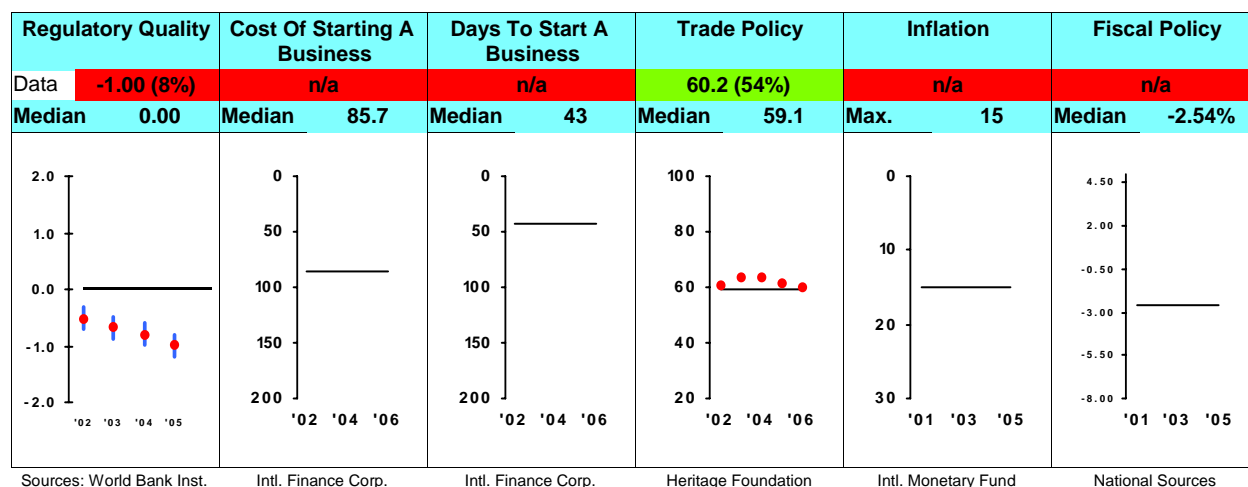 Regulatory Quality
Cost Of Starting A
Business
Days To Start A
Business
Trade Policy
Inflation
Fiscal Policy
Data -1.00 (8%) n/a n/a 60.2 (54%) n/a n/a
Median 0.00 Median 85.7 Median 43 Median 59.1 Max. 15 Median -2.54%
2.0
1.0
0.0
-1.0
-2.0
'02 '03 '04 '05
0
50
100
150
200
'02 '04 '06
0
50
100
150
200
'02 '04 '06
100
80
60
40
20
'02 '04 '06
0
10
20
30
'01 '03 '05
4.50
2.00
-0.50
-3.00
-5.50
-8.00
'01 '03 '05
Sources: World Bank Inst. Intl. Finance Corp. Intl. Finance Corp. Heritage Foundation Intl. Monetary Fund National Sources